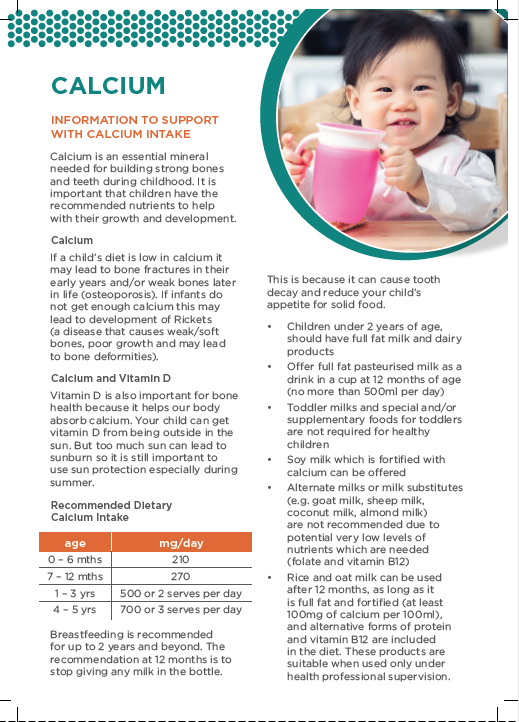 CALCIUM
INFORMATION TO SUPPORT
WITH CALCIUM INTAKE
Calcium is an essential mineral
needed for building strong bones
and teeth during childhood. It is
important that children have the
recommended nutrients to help
with their growth and development.
Calcium
If a child's diet is low in calcium it
may lead to bone fractures in their
early years and/or weak bones later
in life (osteoporosis). If infants do
not get enough calcium this may
lead to development of Rickets
(a disease that causes weak/soft
bones, poor growth and may lead
to bone deformities).
Calcium and Vitamin D
Vitamin D is also important for bone
health because it helps our body
absorb calcium. Your child can get
vitamin D from being outside in the
sun. But too much sun can lead to
sunburn so it is still important to
use sun protection especially during
summer.
Recommended Dietary
Calcium Intake
age mg/day
0 – 6 mths 210
7 – 12 mths 270
1 – 3 yrs 500 or 2 serves per day
4 – 5 yrs 700 or 3 serves per day
Breastfeeding is recommended
for up to 2 years and beyond. The
recommendation at 12 months is to
stop giving any milk in the bottle.
This is because it can cause tooth
decay and reduce your child's
appetite for solid food.
• Children under 2 years of age,
should have full fat milk and dairy
products
• Offer full fat pasteurised milk as a
drink in a cup at 12 months of age
(no more than 500ml per day)
• Toddler milks and special and/or
supplementary foods for toddlers
are not required for healthy
children
• Soy milk which is fortified with
calcium can be offered
• Alternate milks or milk substitutes
(e.g. goat milk, sheep milk,
coconut milk, almond milk)
are not recommended due to
potential very low levels of
nutrients which are needed
(folate and vitamin B12)
• Rice and oat milk can be used
after 12 months, as long as it
is full fat and fortified (at least
100mg of calcium per 100ml),
and alternative forms of protein
and vitamin B12 are included
in the diet. These products are
suitable when used only under
health professional supervision.